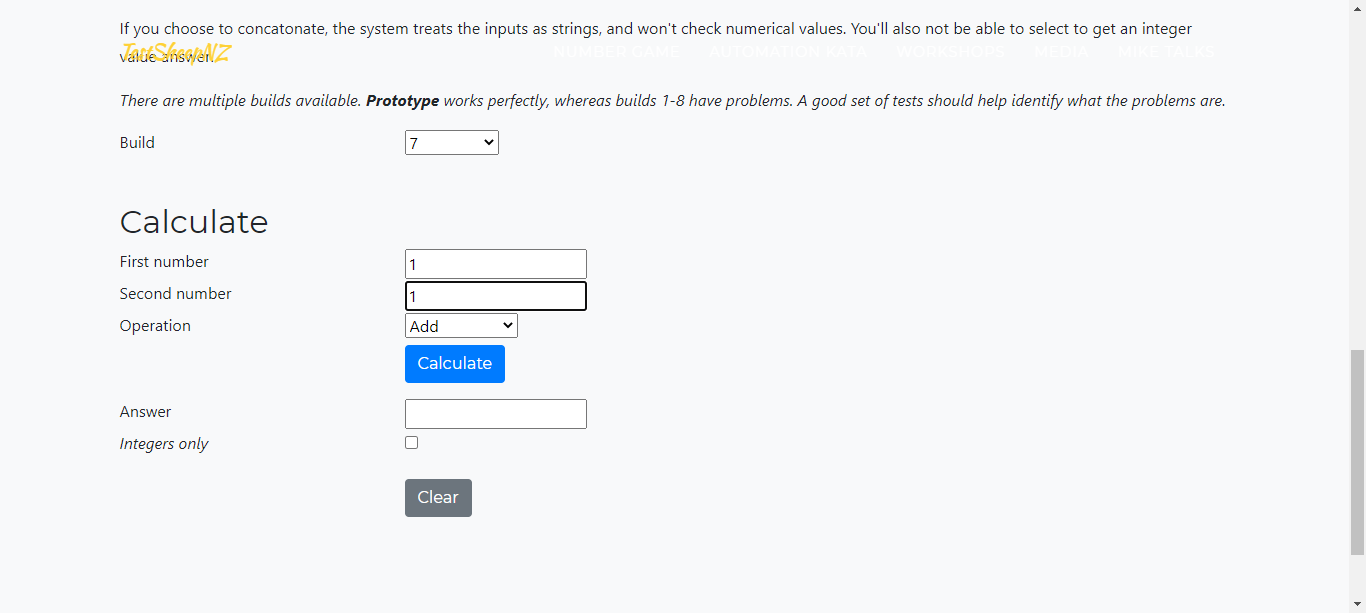 If you choose to concatonate, the system treats the inputs as strings, and won't check numerical values. You'll also not be able to select to get an integer
TestSheepNZ
NUMBER GAME
MEDIA
MIKE TALKS
value answer.
There are multiple builds available. Prototype works perfectly, whereas builds 1-8 have problems. A good set of tests should help identify what the problems are.
Build 7
Calculate
First number 1
Second number 1
Operation Add
Calculate
Answer
Integers only
Clear